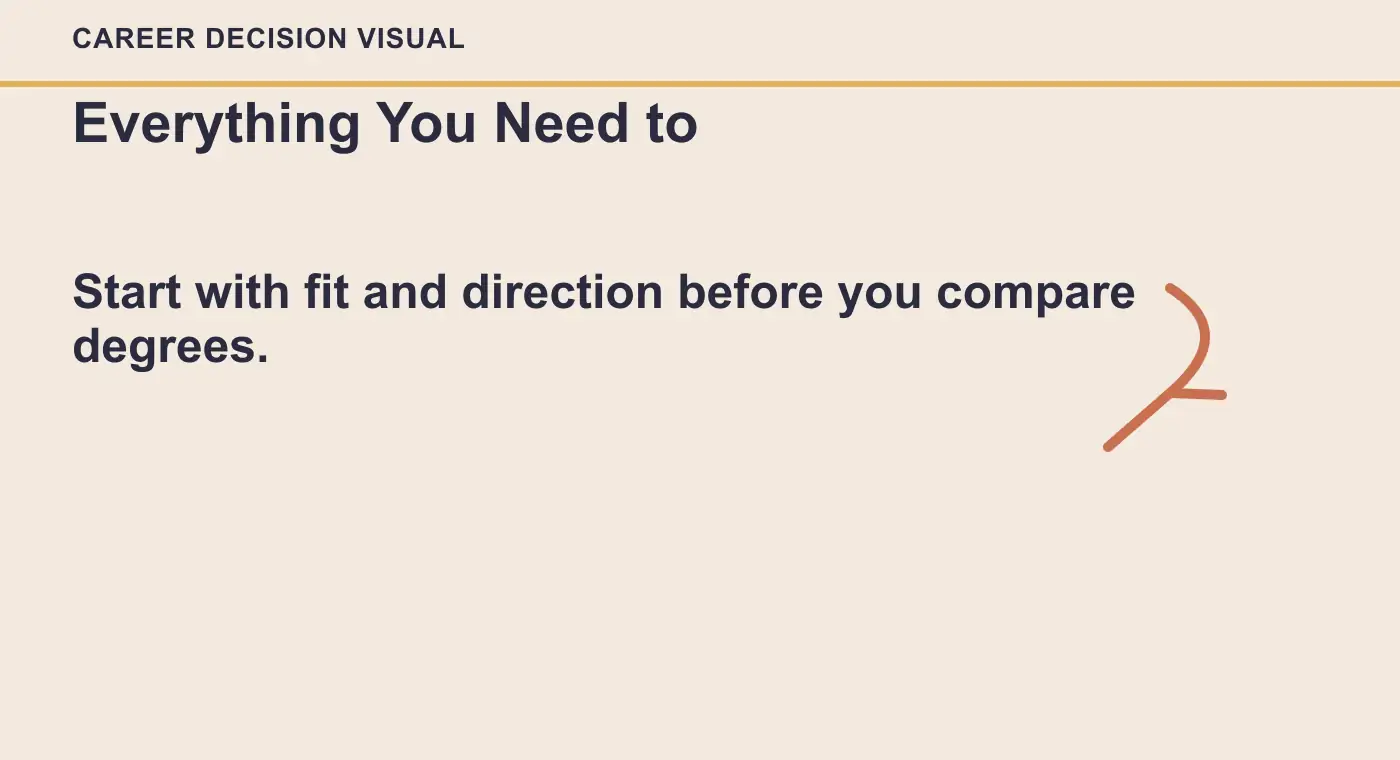 CAREER DECISION VISUAL
Everything You Need to
Start with fit and direction before you compare
degrees.